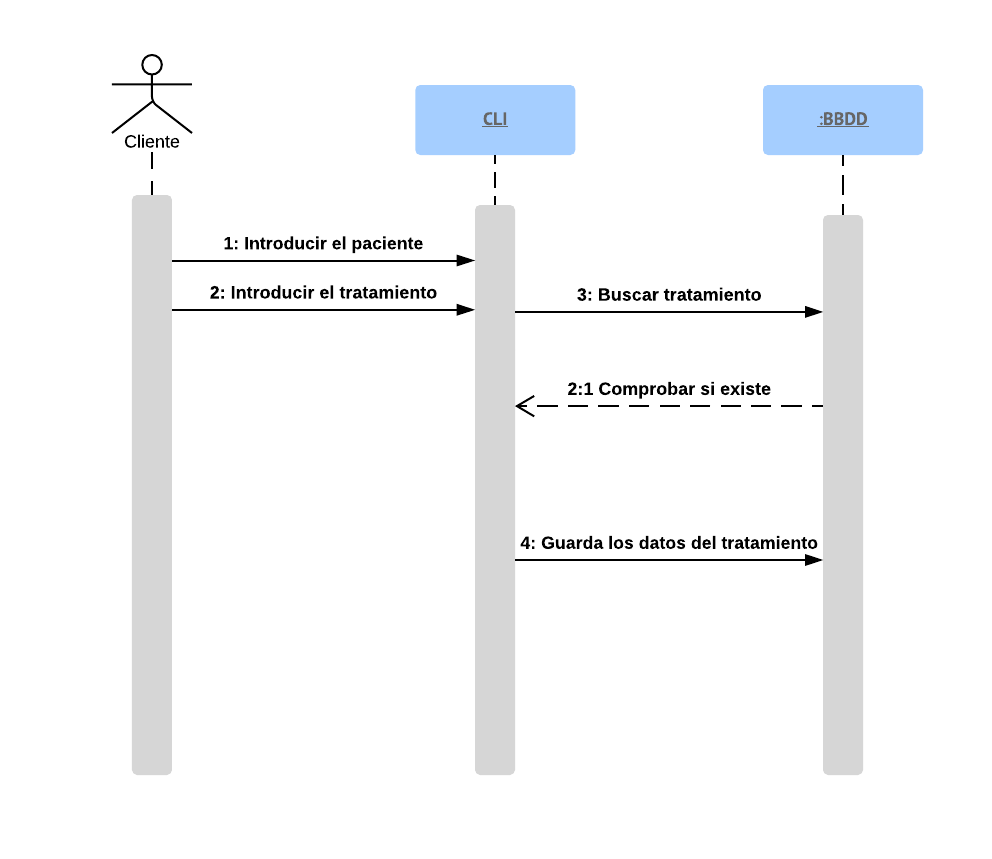 Cliente
CLI
:BBDD
1: Introducir el paciente
2: Introducir el tratamiento
3: Buscar tratamiento
2:1 Comprobar si existe
4: Guarda los datos del tratamiento